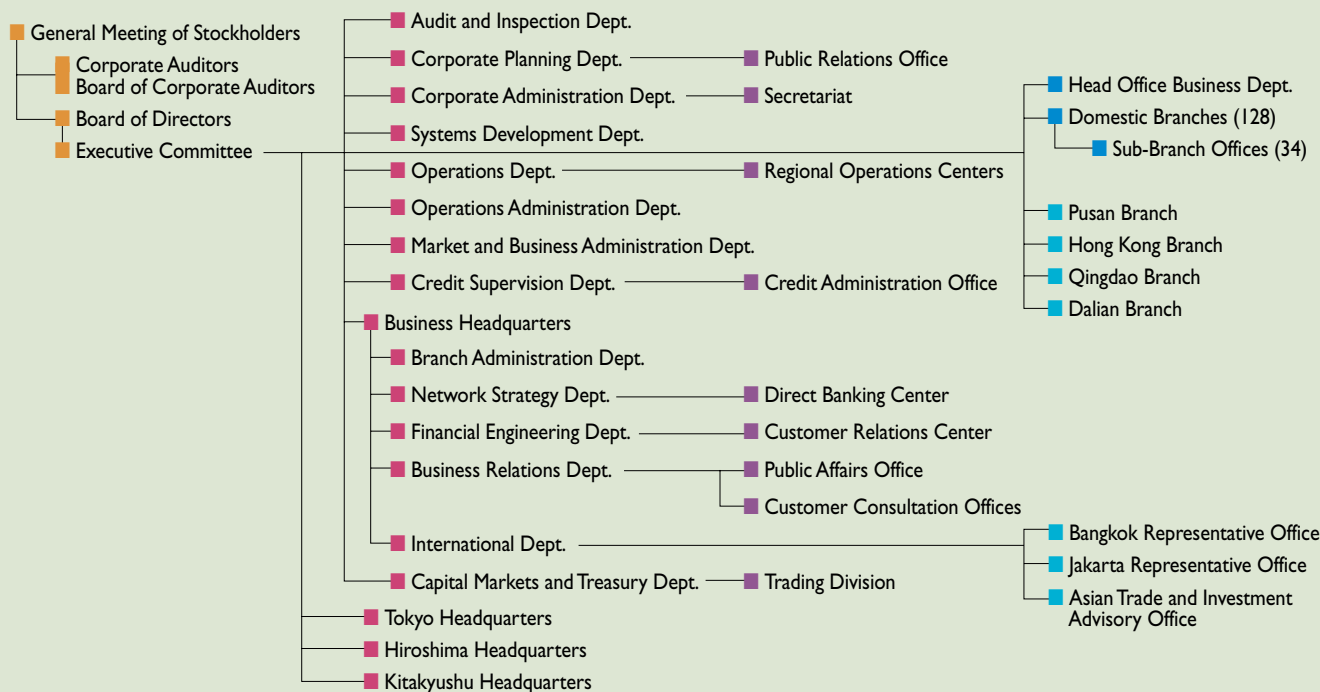 General Meeting of Stockholders
Corporate Auditors
Board of Corporate Auditors
Board of Directors
Executive Committee
Audit and Inspection Dept.
Corporate Planning Dept.
Public Relations Office
Corporate Administration Dept.
Secretariat
Systems Development Dept.
Operations Dept.
Regional Operations Centers
Operations Administration Dept.
Market and Business Administration Dept.
Credit Supervision Dept.
Credit Administration Office
Business Headquarters
Branch Administration Dept.
Network Strategy Dept.
Direct Banking Center
Financial Engineering Dept.
Customer Relations Center
Business Relations Dept.
Public Affairs Office
Customer Consultation Offices
International Dept.
Capital Markets and Treasury Dept.
Trading Division
Tokyo Headquarters
Hiroshima Headquarters
Kitakyushu Headquarters
Head Office Business Dept.
Domestic Branches (128)
Sub-Branch Offices (34)
Pusan Branch
Hong Kong Branch
Qingdao Branch
Dalian Branch
Bangkok Representative Office
Jakarta Representative Office
Asian Trade and Investment
Advisory Office